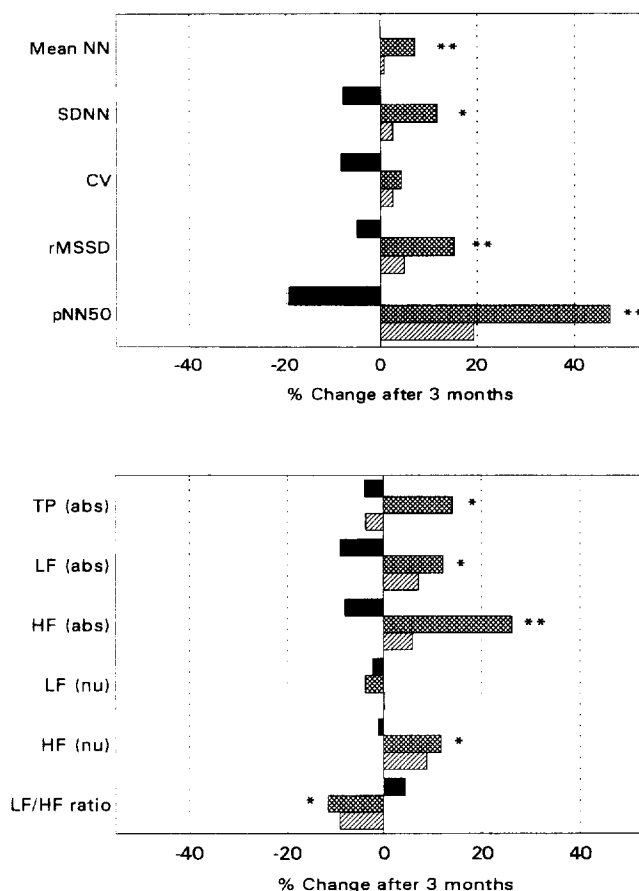 Mean NN **
SDNN *
CV
rMSSD **
pNN50 **
-40 -20 0 20 40
% Change after 3 months
TP (abs) *
LF (abs) *
HF (abs) **
LF (nu)
HF (nu) *
LF/HF ratio *
-40 -20 0 20 40
% Change after 3 months